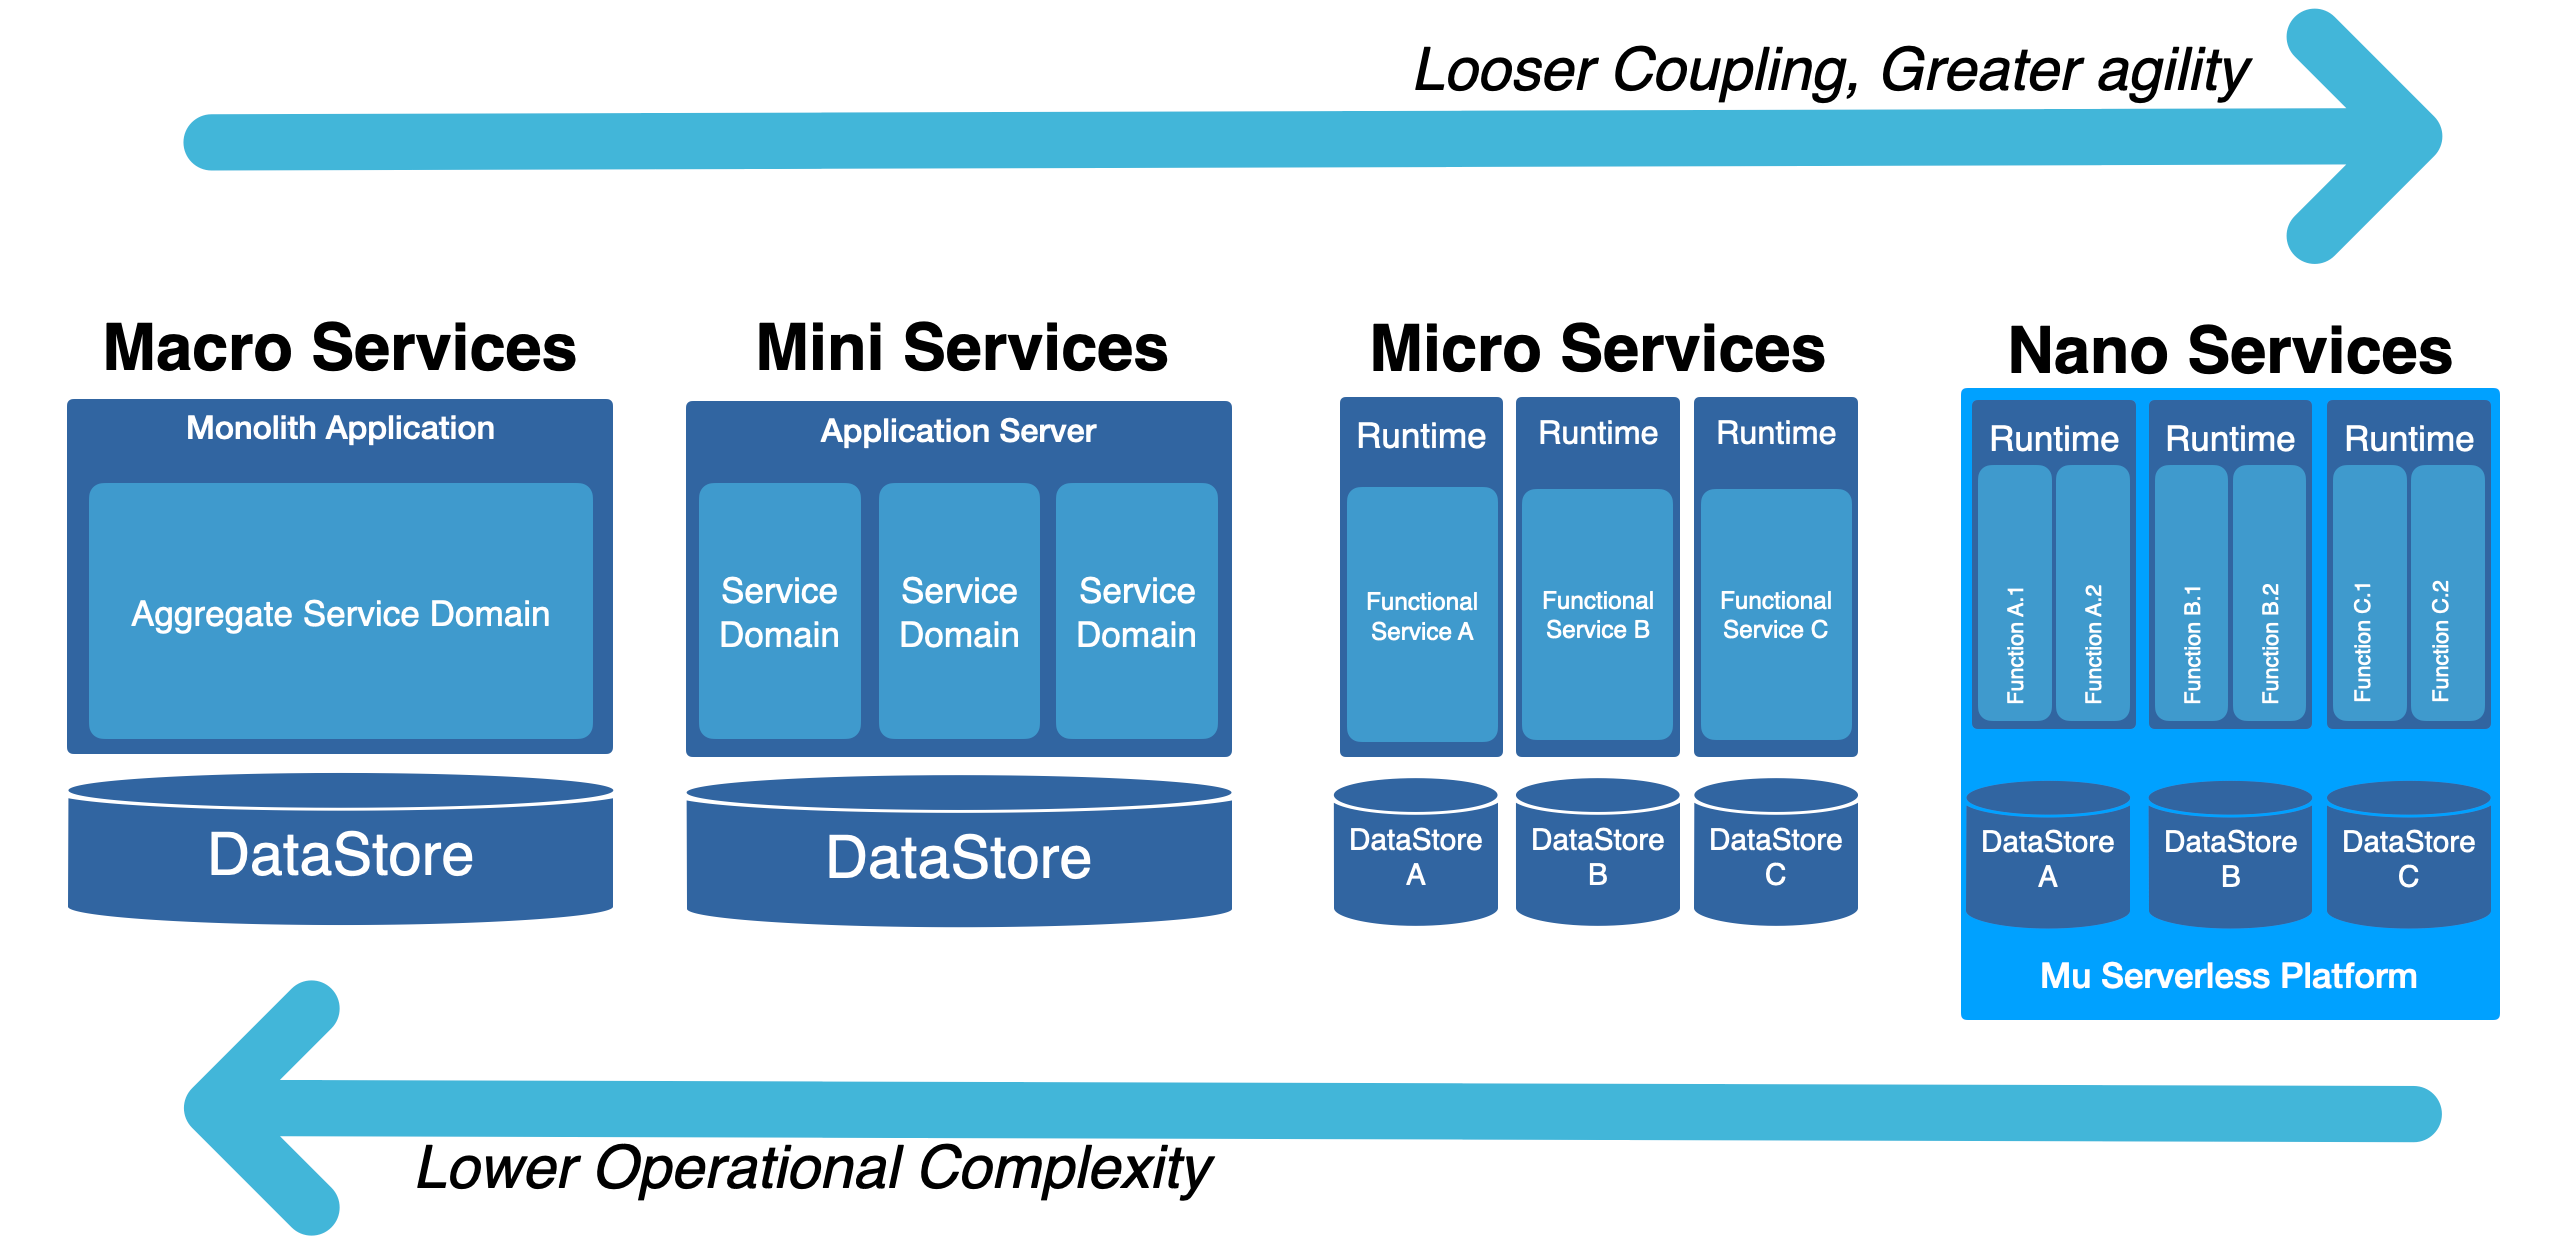 Looser Coupling, Greater agility
Macro Services
Monolith Application
Aggregate Service Domain
DataStore
Mini Services
Application Server
Service
Domain
Service
Domain
Service
Domain
DataStore
Micro Services
Runtime
Functional
Service A
DataStore
A
Runtime
Functional
Service B
DataStore
B
Runtime
Functional
Service C
DataStore
C
Nano Services
Runtime
Function A.1
Function A.2
DataStore
A
Runtime
Function B.1
Function B.2
DataStore
B
Runtime
Function C.1
Function C.2
DataStore
C
Mu Serverless Platform
Lower Operational Complexity